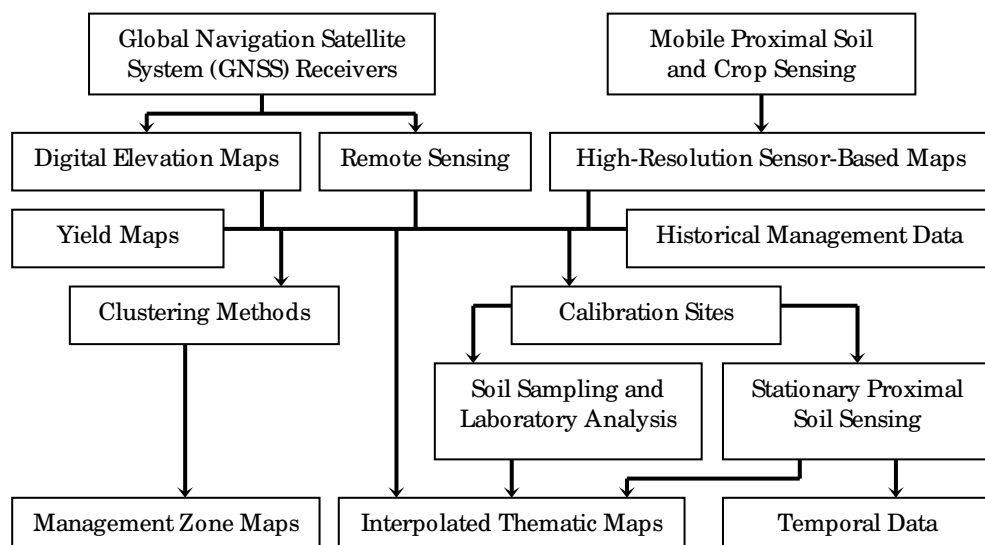 Global Navigation Satellite
System (GNSS) Receivers
Mobile Proximal Soil
and Crop Sensing
Digital Elevation Maps
Remote Sensing
High-Resolution Sensor-Based Maps
Yield Maps
Historical Management Data
Clustering Methods
Calibration Sites
Soil Sampling and
Laboratory Analysis
Stationary Proximal
Soil Sensing
Management Zone Maps
Interpolated Thematic Maps
Temporal Data